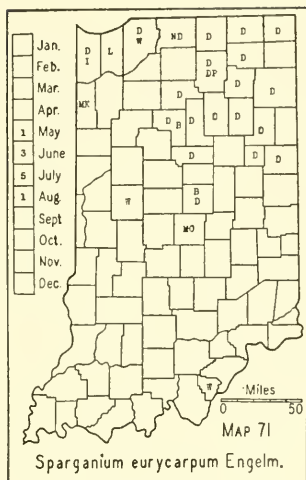 Jan.
Feb.
Mar.
Apr.
1 May
3 June
5 July
1 Aug.
Sept
Oct.
Nov.
Dec.
D I
L
D W
ND
D
D
D
D
DP
D
D
MK
D
D
D
D B
D
C
D
C
D
D
D
B D
W
MO
W
Miles
0 50
MAP 71
Sparganium eurycarpum Engelm.